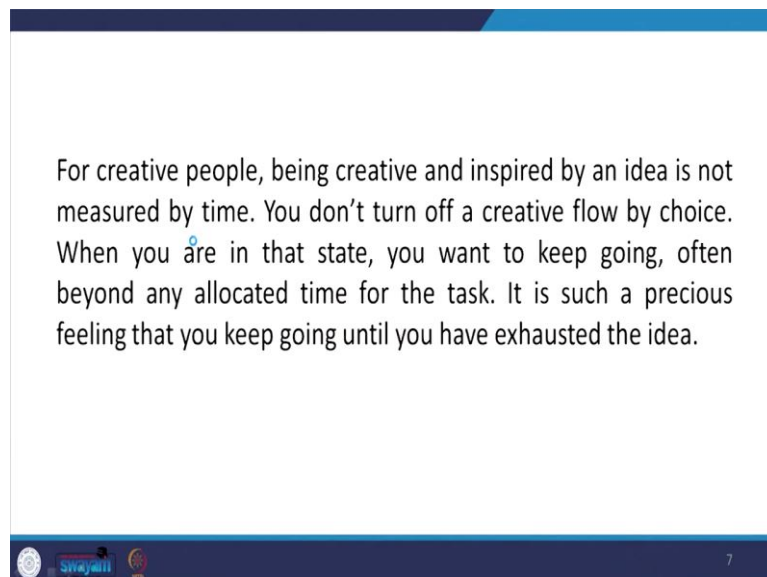 For creative people, being creative and inspired by an idea is not
measured by time. You don’t turn off a creative flow by choice.
When you are in that state, you want to keep going, often
beyond any allocated time for the task. It is such a precious
feeling that you keep going until you have exhausted the idea.
swayam
7